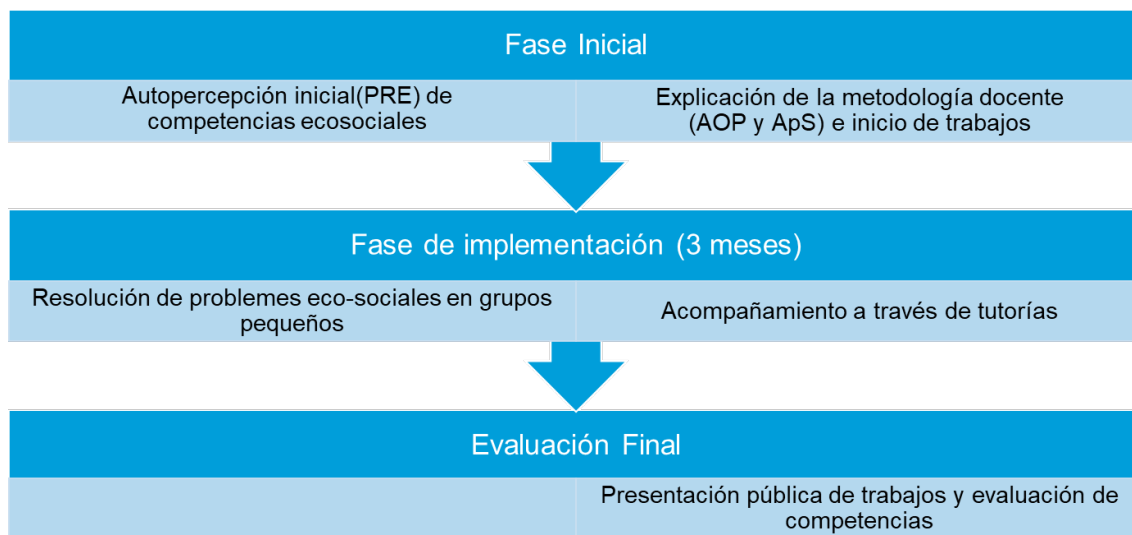 Fase Inicial
Autopercepción inicial(PRE) de
competencias ecosociales
Explicación de la metodología docente
(AOP y ApS) e inicio de trabajos
Fase de implementación (3 meses)
Resolución de problemes eco-sociales en grupos
pequeños
Acompañamiento a través de tutorías
Evaluación Final
Presentación pública de trabajos y evaluación de
competencias